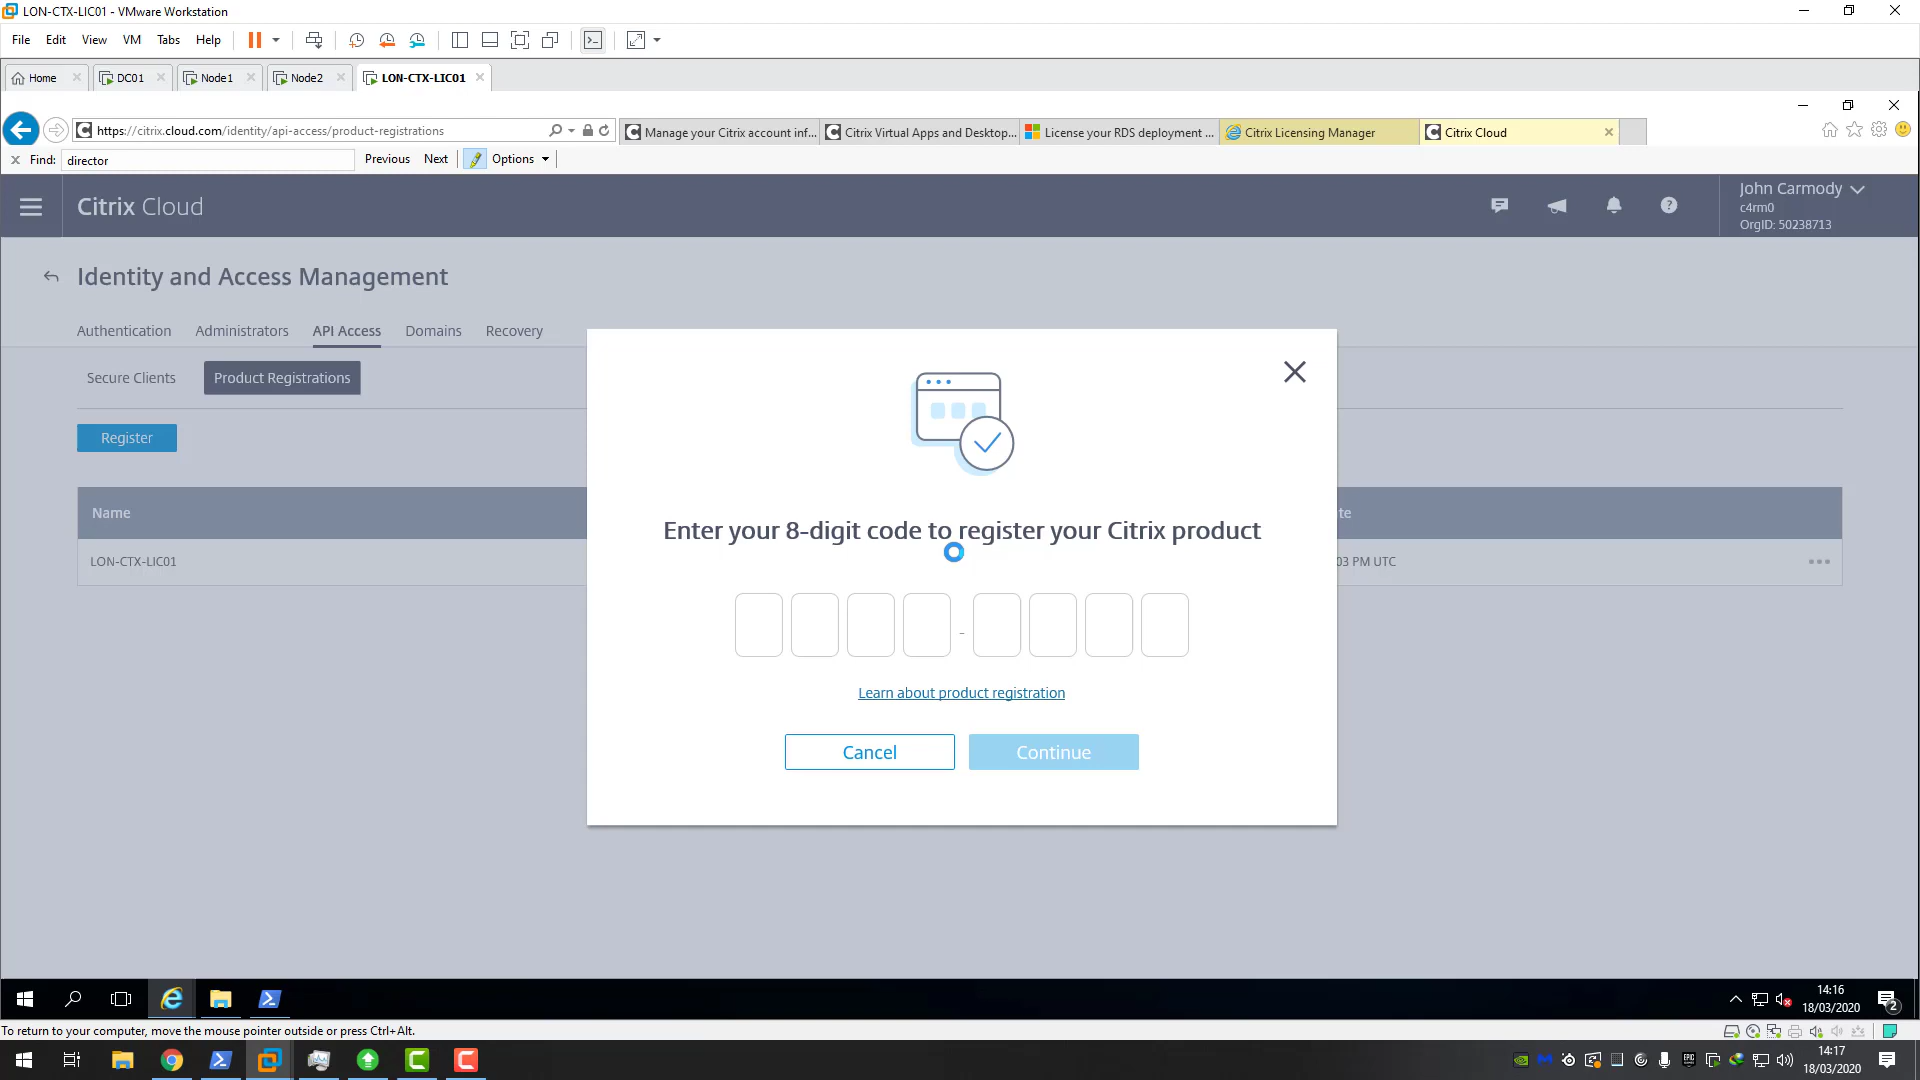 LON-CTX-LIC01 - VMware Workstation
File Edit View VM Tabs Help
Home DC01 Node1 Node2 LON-CTX-LIC01
https://citrix.cloud.com/identity/api-access/product-registrations
Manage your Citrix account inf... Citrix Virtual Apps and Desktop... License your RDS deployment ... Citrix Licensing Manager Citrix Cloud
Find: director Previous Next Options
Citrix Cloud
John Carmody
c4rm0
OrgID: 50238713
Identity and Access Management
Authentication Administrators API Access Domains Recovery
Secure Clients Product Registrations
Register
Name te
LON-CTX-LIC01 03 PM UTC
Enter your 8-digit code to register your Citrix product
-
Learn about product registration
Cancel Continue
14:16
18/03/2020
2
To return to your computer, move the mouse pointer outside or press Ctrl+Alt.
14:17
18/03/2020